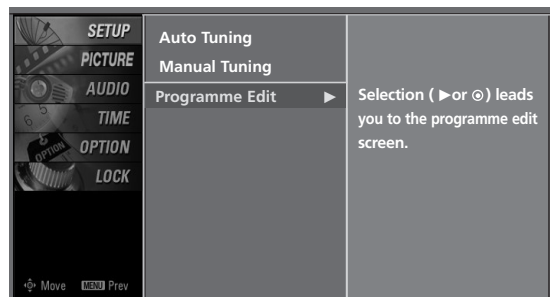 SETUP
PICTURE
AUDIO
TIME
OPTION
LOCK
Auto Tuning
Manual Tuning
Programme Edit ▶
Selection ( ▶or ⊙) leads
you to the programme edit
screen.
Move MENU Prev
OPTION